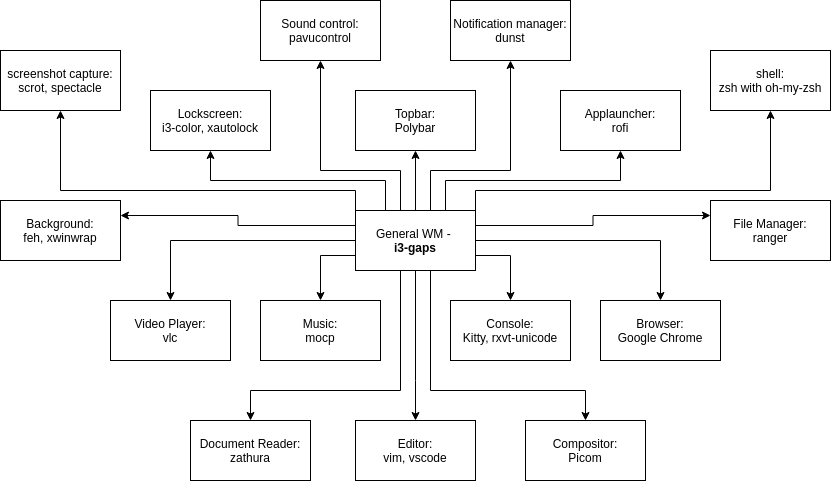 Sound control:
pavucontrol
Notification manager:
dunst
screenshot capture:
scrot, spectacle
shell:
zsh with oh-my-zsh
Lockscreen:
i3-color, xautolock
Topbar:
Polybar
Applauncher:
rofi
Background:
feh, xwinwrap
General WM -
i3-gaps
File Manager:
ranger
Video Player:
vlc
Music:
mocp
Console:
Kitty, rxvt-unicode
Browser:
Google Chrome
Document Reader:
zathura
Editor:
vim, vscode
Compositor:
Picom